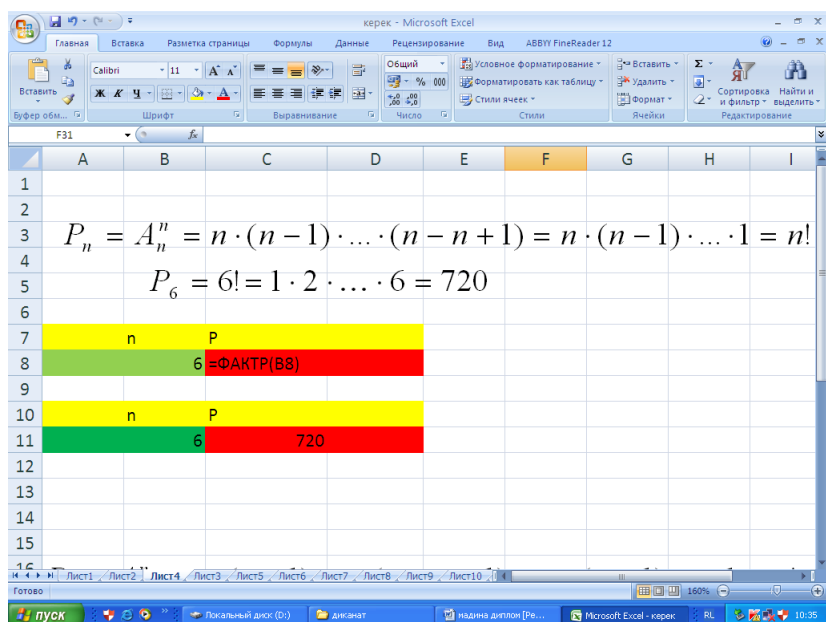 керек - Microsoft Excel
Главная Вставка Разметка страницы Формулы Данные Рецензирование Вид ABBYY FineReader 12
Вставить
Calibri 11
Ж К Ч
Общий
% 000
Условное форматирование
Форматировать как таблицу
Стили ячеек
Вставить
Удалить
Формат
Σ
Сортировка и фильтр
Найти и выделить
Буфер обм... Шрифт Выравнивание Число Стили Ячейки Редактирование
F31 fx
A B C D E F G H I
1
2
3 Pₙ = Aₙⁿ = n · (n − 1) · … · (n − n + 1) = n · (n − 1) · … · 1 = n!
4
5 P₆ = 6! = 1 · 2 · … · 6 = 720
6
7 n P
8 6 =ФАКТР(B8)
9
10 n P
11 6 720
12
13
14
15
16
Лист1 Лист2 Лист4 Лист3 Лист5 Лист6 Лист7 Лист8 Лист9 Лист10
Готово 160%
пуск Локальный диск (D:) диканат мадина диплом [Ре... Microsoft Excel - керек RL 10:35